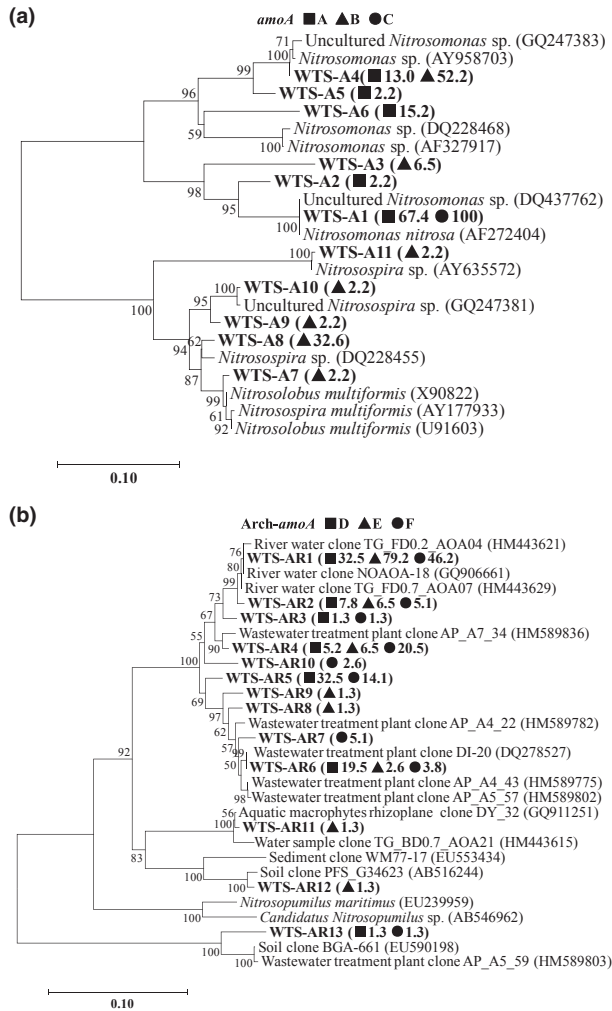 (a)
amoA ■A ▲B ●C
71
Uncultured Nitrosomonas sp. (GQ247383)
100
Nitrosomonas sp. (AY958703)
99
WTS-A4(■13.0 ▲52.2)
96
WTS-A5 (■2.2)
WTS-A6 (■15.2)
59
Nitrosomonas sp. (DQ228468)
100
Nitrosomonas sp. (AF327917)
WTS-A3 (▲6.5)
98
WTS-A2 (■2.2)
95
Uncultured Nitrosomonas sp. (DQ437762)
WTS-A1 (■67.4 ●100)
100
Nitrosomonas nitrosa (AF272404)
100
WTS-A11 (▲2.2)
Nitrosospira sp. (AY635572)
100
100
WTS-A10 (▲2.2)
95
Uncultured Nitrosospira sp. (GQ247381)
WTS-A9 (▲2.2)
62
WTS-A8 (▲32.6)
94
Nitrosospira sp. (DQ228455)
87
WTS-A7 (▲2.2)
99
Nitrosolobus multiformis (X90822)
61
Nitrosospira multiformis (AY177933)
92
Nitrosolobus multiformis (U91603)
0.10
(b)
Arch-amoA ■D ▲E ●F
76
River water clone TG_FD0.2_AOA04 (HM443621)
80
WTS-AR1 (■32.5 ▲79.2 ●46.2)
99
River water clone NOAOA-18 (GQ906661)
River water clone TG_FD0.7_AOA07 (HM443629)
73
WTS-AR2 (■7.8 ▲6.5 ●5.1)
67
WTS-AR3 (■1.3 ●1.3)
55
Wastewater treatment plant clone AP_A7_34 (HM589836)
90
WTS-AR4 (■5.2 ▲6.5 ●20.5)
100
WTS-AR10 (● 2.6)
WTS-AR5 (■32.5 ●14.1)
69
WTS-AR9 (▲1.3)
97
WTS-AR8 (▲1.3)
62
Wastewater treatment plant clone AP_A4_22 (HM589782)
WTS-AR7 (●5.1)
57
99
Wastewater treatment plant clone DI-20 (DQ278527)
50
WTS-AR6 (■19.5 ▲2.6 ●3.8)
Wastewater treatment plant clone AP_A4_43 (HM589775)
98
Wastewater treatment plant clone AP_A5_57 (HM589802)
92
56
Aquatic macrophytes rhizoplane clone DY_32 (GQ911251)
100
WTS-AR11 (▲1.3)
Water sample clone TG_BD0.7_AOA21 (HM443615)
83
Sediment clone WM77-17 (EU553434)
Soil clone PFS_G34623 (AB516244)
100
100
WTS-AR12 (▲1.3)
Nitrosopumilus maritimus (EU239959)
100
Candidatus Nitrosopumilus sp. (AB546962)
WTS-AR13 (■1.3 ●1.3)
100
Soil clone BGA-661 (EU590198)
100
Wastewater treatment plant clone AP_A5_59 (HM589803)
0.10